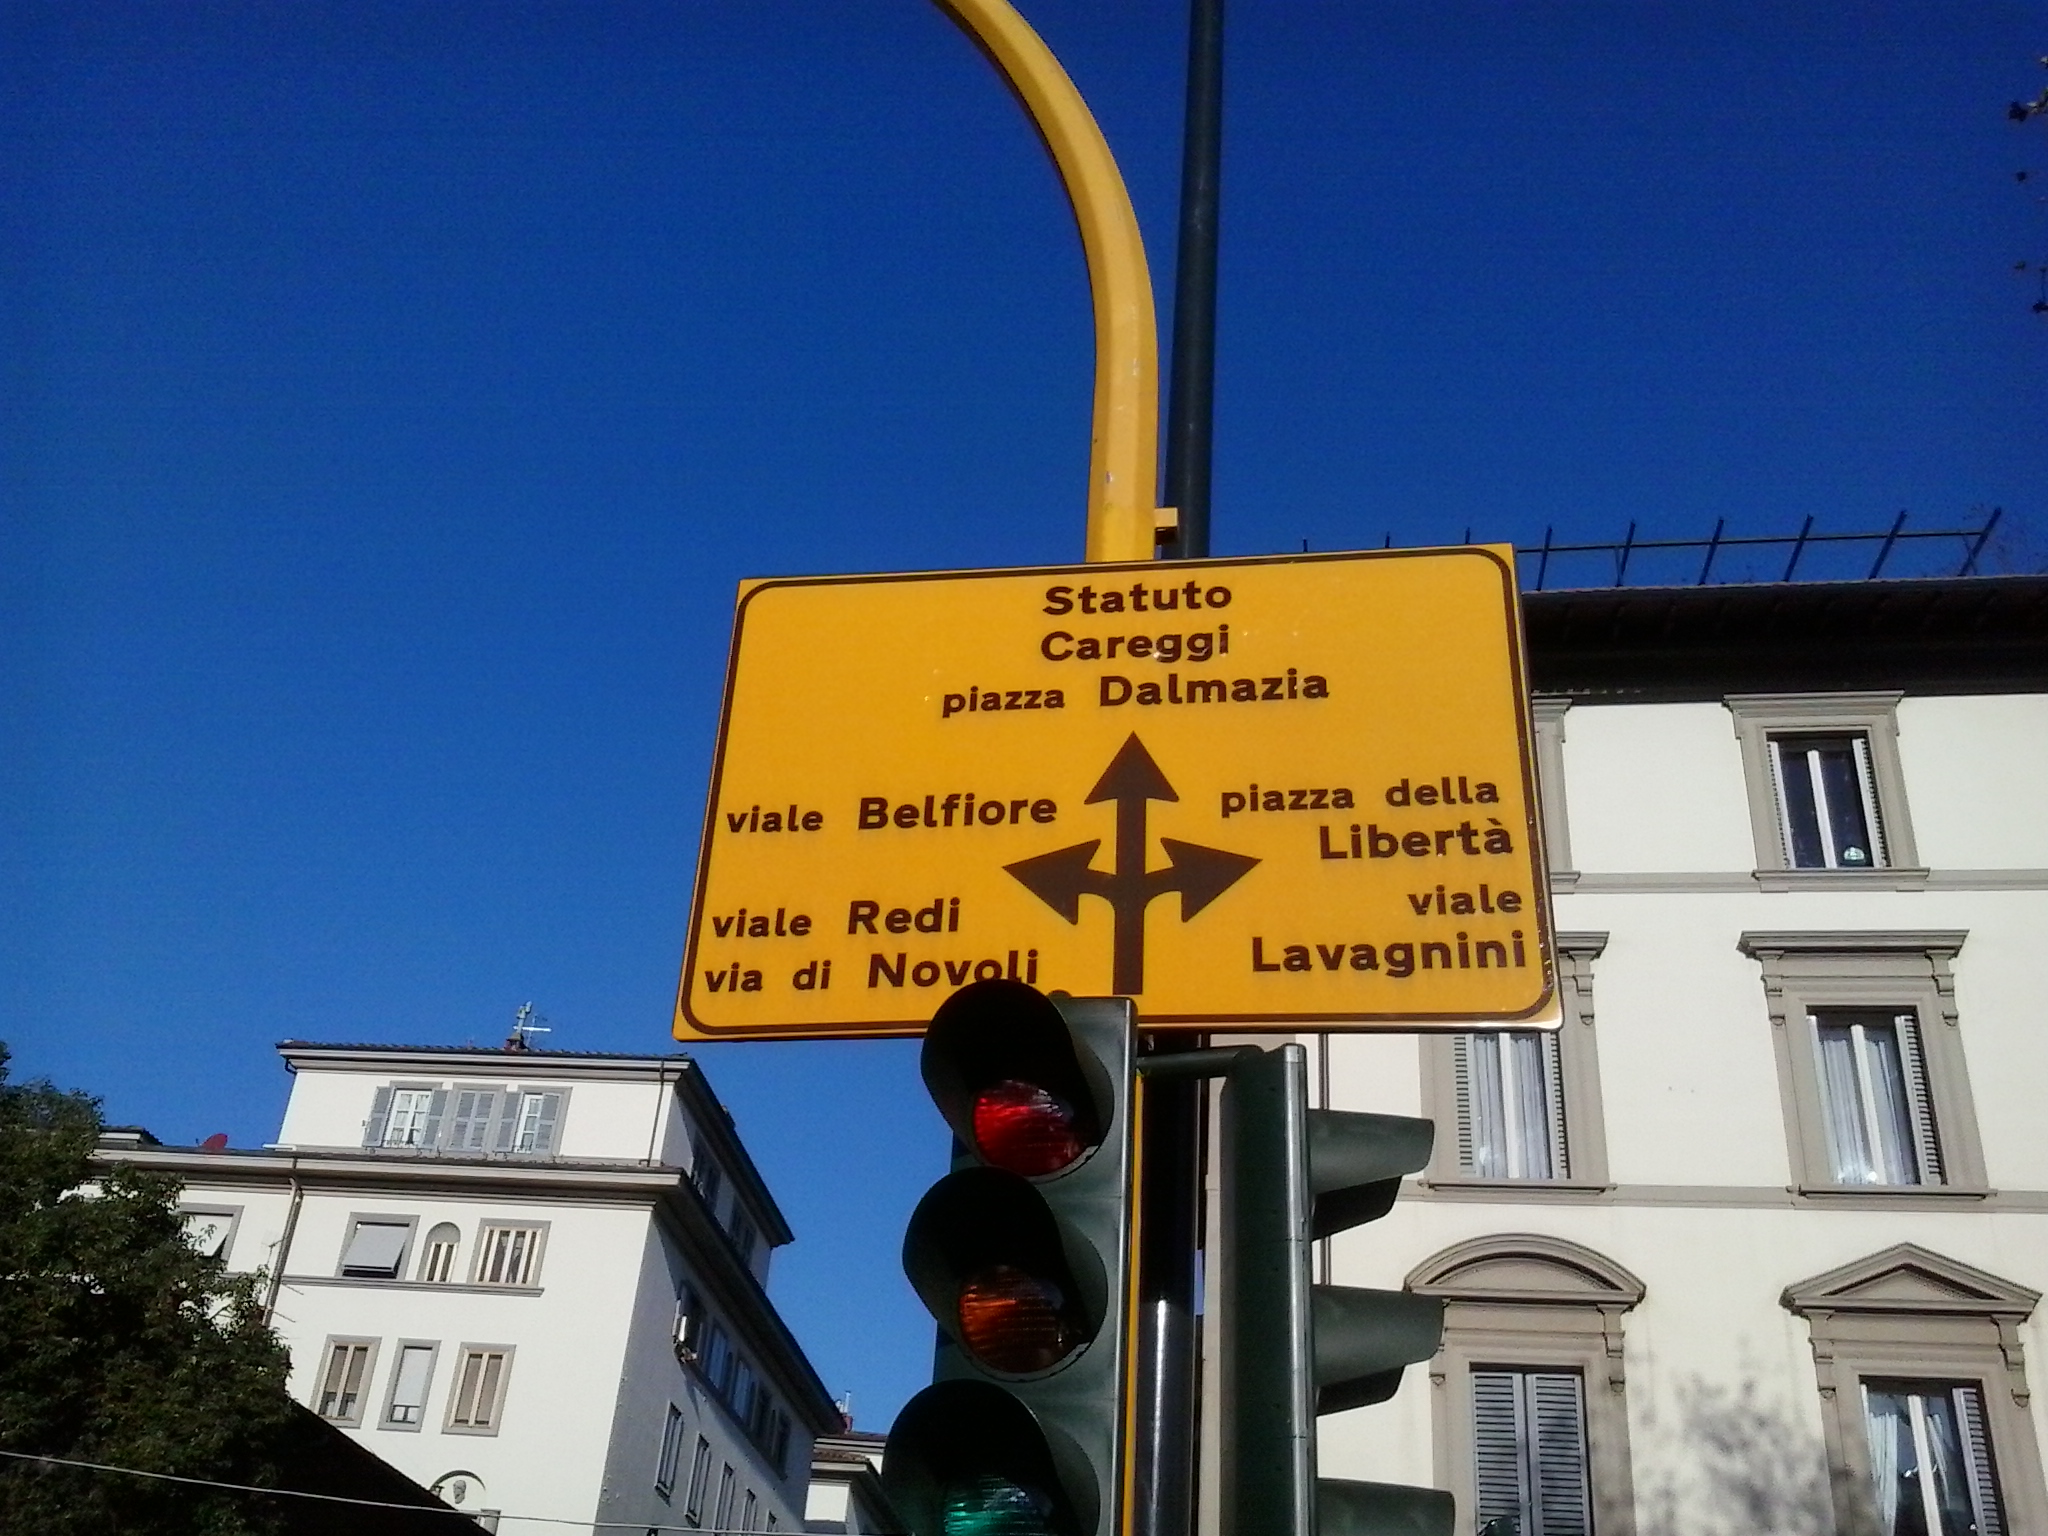 Statuto
Careggi
piazza Dalmazia
viale Belfiore
viale Redi
via di Novoli
piazza della
Libertà
viale
Lavagnini